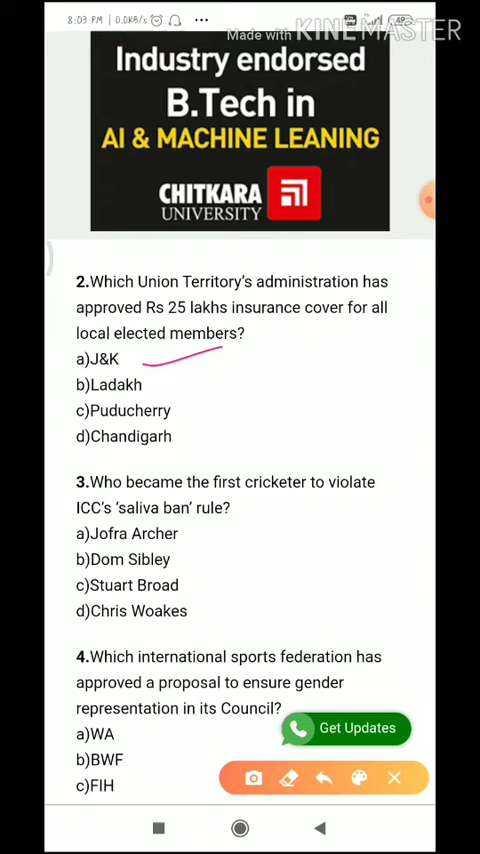 8:03 PM | 0.0KB/s
Made with KINEMASTER
49
Industry endorsed
B.Tech in
AI & MACHINE LEANING
CHITKARA
UNIVERSITY
2.Which Union Territory's administration has
approved Rs 25 lakhs insurance cover for all
local elected members?
a)J&K
b)Ladakh
c)Puducherry
d)Chandigarh
3.Who became the first cricketer to violate
ICC's ‘saliva ban’ rule?
a)Jofra Archer
b)Dom Sibley
c)Stuart Broad
d)Chris Woakes
4.Which international sports federation has
approved a proposal to ensure gender
representation in its Council?
a)WA
Get Updates
b)BWF
c)FIH